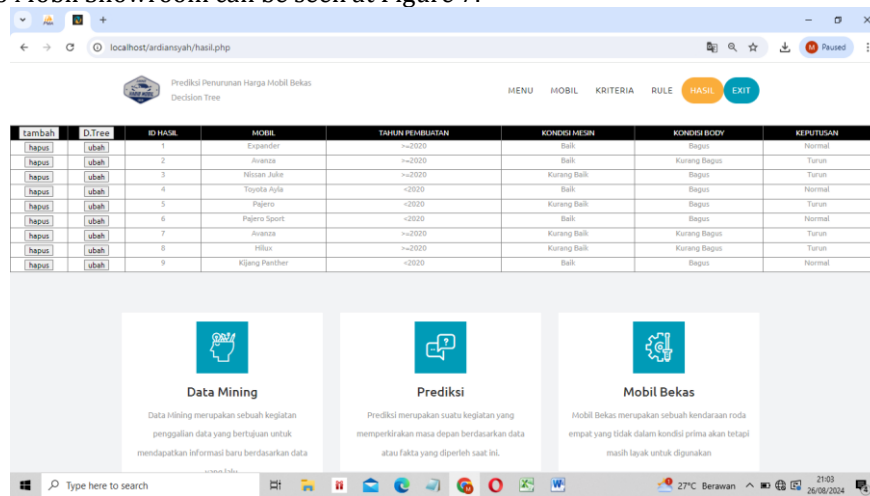 Mobil Showroom can be seen at Figure 7.
localhost/ardiansyah/hasil.php
Paused
Prediksi Penurunan Harga Mobil Bekas
Decision Tree
MENU MOBIL KRITERIA RULE HASIL EXIT
tambah D.Tree ID HASIL MOBIL TAHUN PEMBUATAN KONDISI MESIN KONDISI BODY KEPUTUSAN
hapus ubah 1 Expander >=2020 Baik Bagus Normal
hapus ubah 2 Avanza >=2020 Baik Kurang Bagus Turun
hapus ubah 3 Nissan Juke >=2020 Kurang Baik Bagus Turun
hapus ubah 4 Toyota Ayla <2020 Baik Bagus Normal
hapus ubah 5 Pajero <2020 Kurang Baik Bagus Turun
hapus ubah 6 Pajero Sport <2020 Baik Bagus Turun
hapus ubah 7 Avanza >=2020 Kurang Baik Kurang Bagus Turun
hapus ubah 8 Hilux >=2020 Kurang Baik Kurang Bagus Turun
hapus ubah 9 Kijang Panther <2020 Baik Bagus Normal
Data Mining
Data Mining merupakan sebuah kegiatan
penggalian data yang bertujuan untuk
mendapatkan informasi baru berdasarkan data
yang lalu
Prediksi
Prediksi merupakan suatu kegiatan yang
memperkirakan masa depan berdasarkan data
atau fakta yang diperleh saat ini.
Mobil Bekas
Mobil Bekas merupakan sebuah kendaraan roda
empat yang tidak dalam kondisi prima akan tetapi
masih layak untuk digunakan
Type here to search
27°C Berawan
21:03
26/08/2024